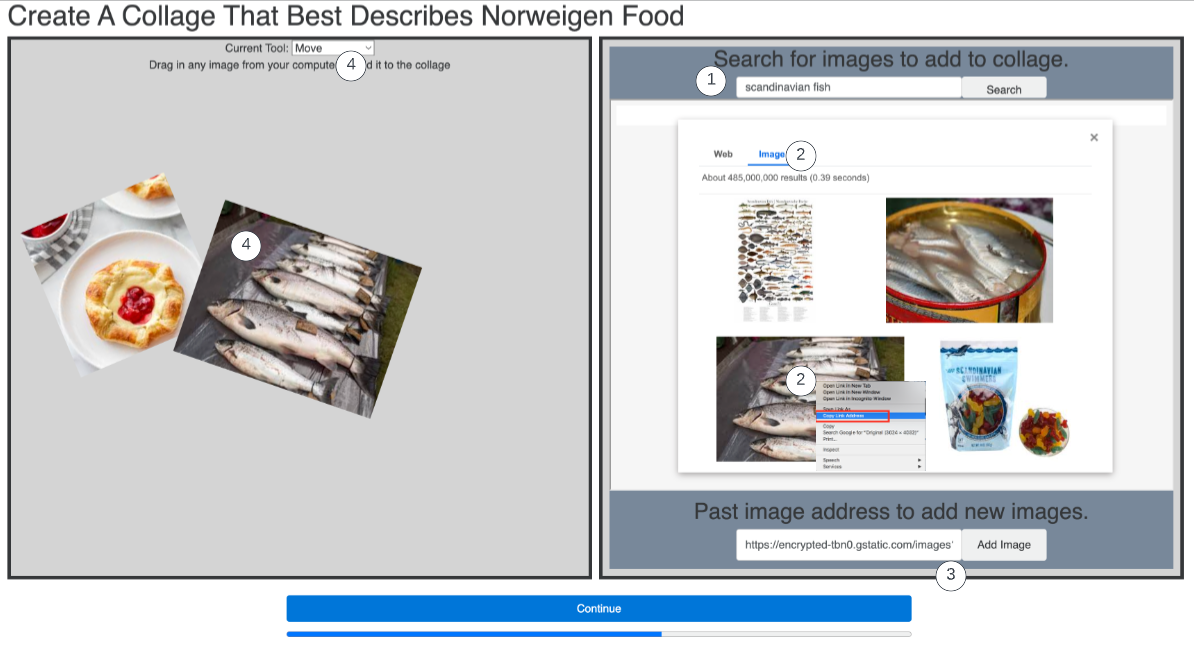 Create A Collage That Best Describes Norweigen Food
Current Tool: Move
4
Drag in any image from your compute d it to the collage
4
Search for images to add to collage.
1
scandinavian fish
Search
Web
Image
2
About 485,000,000 results (0.39 seconds)
SCANDINAVIAN
SWIMMERS
2
Open Link in New Tab
Open Link in New Window
Open Link in Incognito Window
Save Link As...
Copy Link Address
Copy
Search Google for "Original (3024 × 4032)"
Print...
Inspect
Speech
Services
Past image address to add new images.
https://encrypted-tbn0.gstatic.com/images'
Add Image
3
Continue